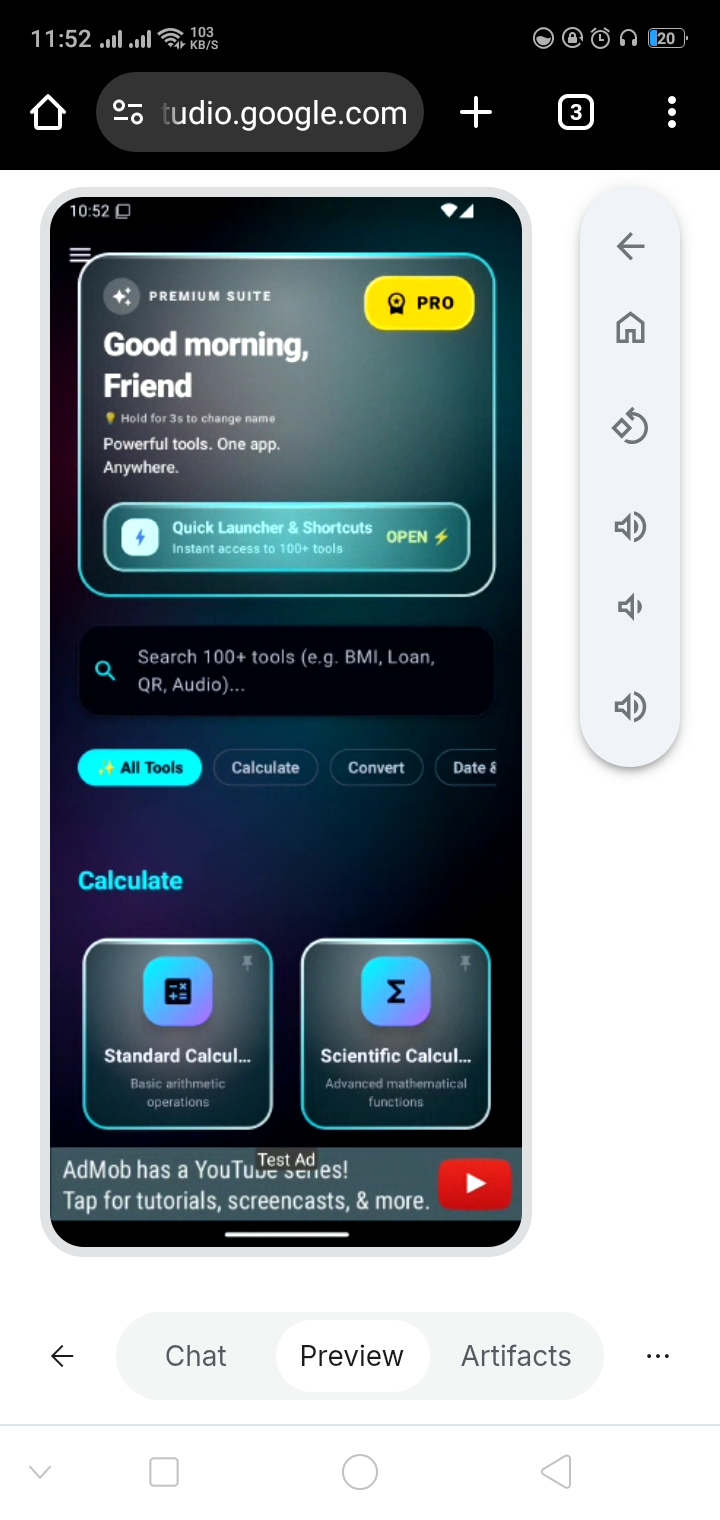 11:52
103
KB/S
20
tudio.google.com
3
10:52
PREMIUM SUITE
PRO
Good morning,
Friend
💡 Hold for 3s to change name
Powerful tools. One app.
Anywhere.
Quick Launcher & Shortcuts
Instant access to 100+ tools
OPEN ⚡
Search 100+ tools (e.g. BMI, Loan,
QR, Audio)...
✨ All Tools
Calculate
Convert
Date &
Calculate
Standard Calcul...
Basic arithmetic
operations
Scientific Calcul...
Advanced mathematical
functions
Test Ad
AdMob has a YouTube series!
Tap for tutorials, screencasts, & more.
Chat
Preview
Artifacts